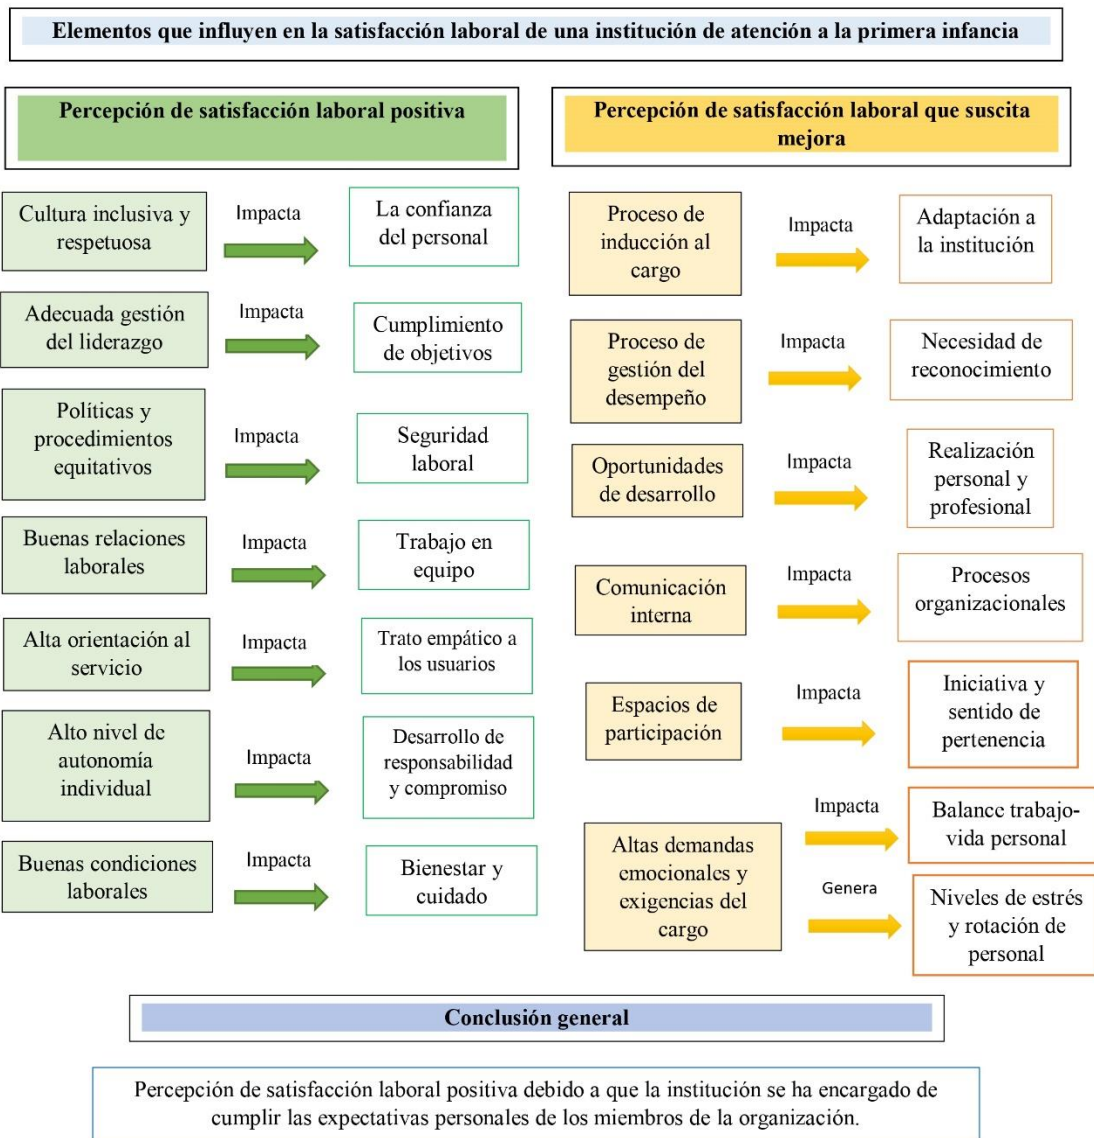 Elementos que influyen en la satisfacción laboral de una institución de atención a la primera infancia
Percepción de satisfacción laboral positiva
Cultura inclusiva y
respetuosa
Impacta
La confianza
del personal
Adecuada gestión
del liderazgo
Impacta
Cumplimiento
de objetivos
Políticas y
procedimientos
equitativos
Impacta
Seguridad
laboral
Buenas relaciones
laborales
Impacta
Trabajo en
equipo
Alta orientación al
servicio
Impacta
Trato empático a
los usuarios
Alto nivel de
autonomía
individual
Impacta
Desarrollo de
responsabilidad
y compromiso
Buenas condiciones
laborales
Impacta
Bienestar y
cuidado
Percepción de satisfacción laboral que suscita
mejora
Proceso de
inducción al
cargo
Impacta
Adaptación a
la institución
Proceso de
gestión del
desempeño
Impacta
Necesidad de
reconocimiento
Oportunidades
de desarrollo
Impacta
Realización
personal y
profesional
Comunicación
interna
Impacta
Procesos
organizacionales
Espacios de
participación
Impacta
Iniciativa y
sentido de
pertenencia
Altas demandas
emocionales y
exigencias del
cargo
Impacta
Balance trabajo-
vida personal
Genera
Niveles de estrés
y rotación de
personal
Conclusión general
Percepción de satisfacción laboral positiva debido a que la institución se ha encargado de
cumplir las expectativas personales de los miembros de la organización.